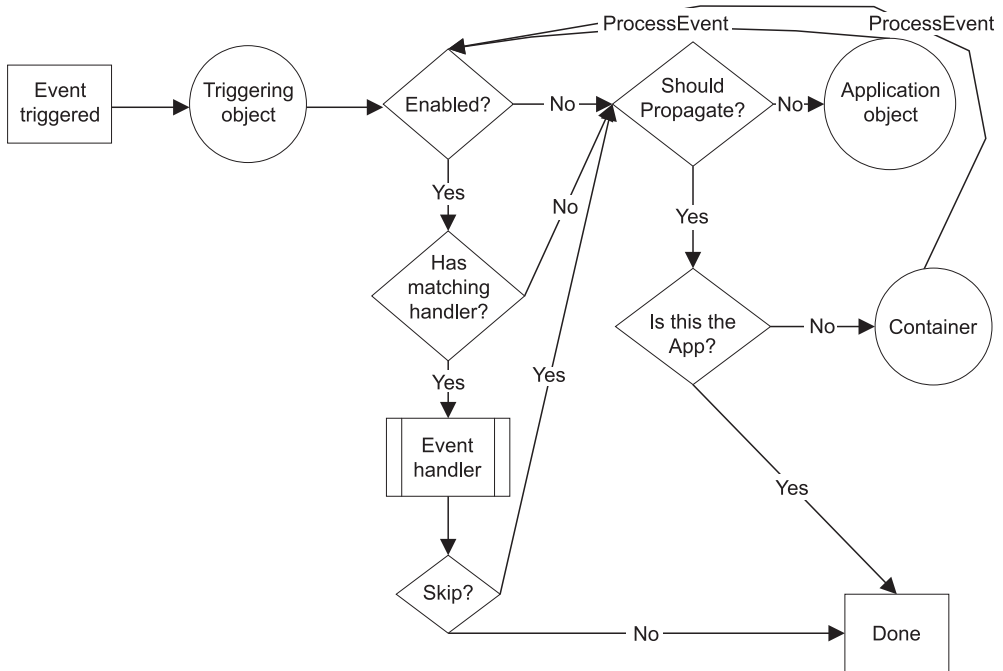 ProcessEvent
ProcessEvent
Event
triggered
Triggering
object
Enabled?
No
Should
Propagate?
No
Application
object
Yes
No
Yes
Has
matching
handler?
Is this the
App?
No
Container
Yes
Yes
Event
handler
Yes
Skip?
No
Done